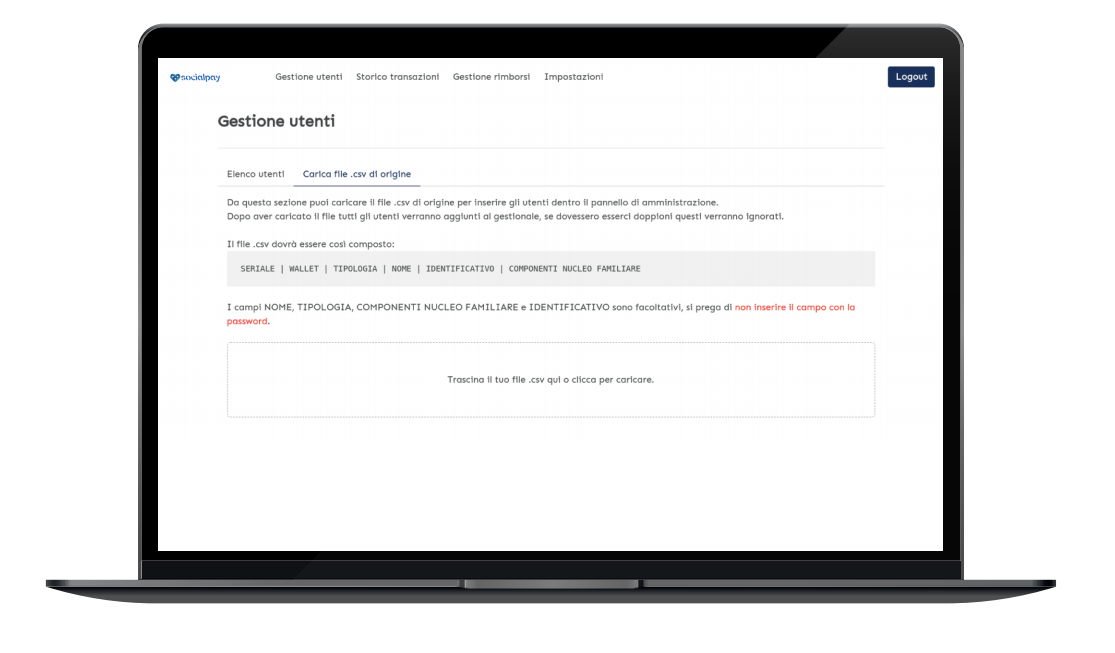 socialpay
Gestione utenti Storico transazioni Gestione rimborsi Impostazioni Logout
Gestione utenti
Elenco utenti Carica file .csv di origine
Da questa sezione puoi caricare il file .csv di origine per inserire gli utenti dentro il pannello di amministrazione.
Dopo aver caricato il file tutti gli utenti verranno aggiunti al gestionale, se dovessero esserci doppioni questi verranno ignorati.
Il file .csv dovrà essere così composto:
SERIALE | WALLET | TIPOLOGIA | NOME | IDENTIFICATIVO | COMPONENTI NUCLEO FAMILIARE
I campi NOME, TIPOLOGIA, COMPONENTI NUCLEO FAMILIARE e IDENTIFICATIVO sono facoltativi, si prega di non inserire il campo con la
password.
Trascina il tuo file .csv qui o clicca per caricare.